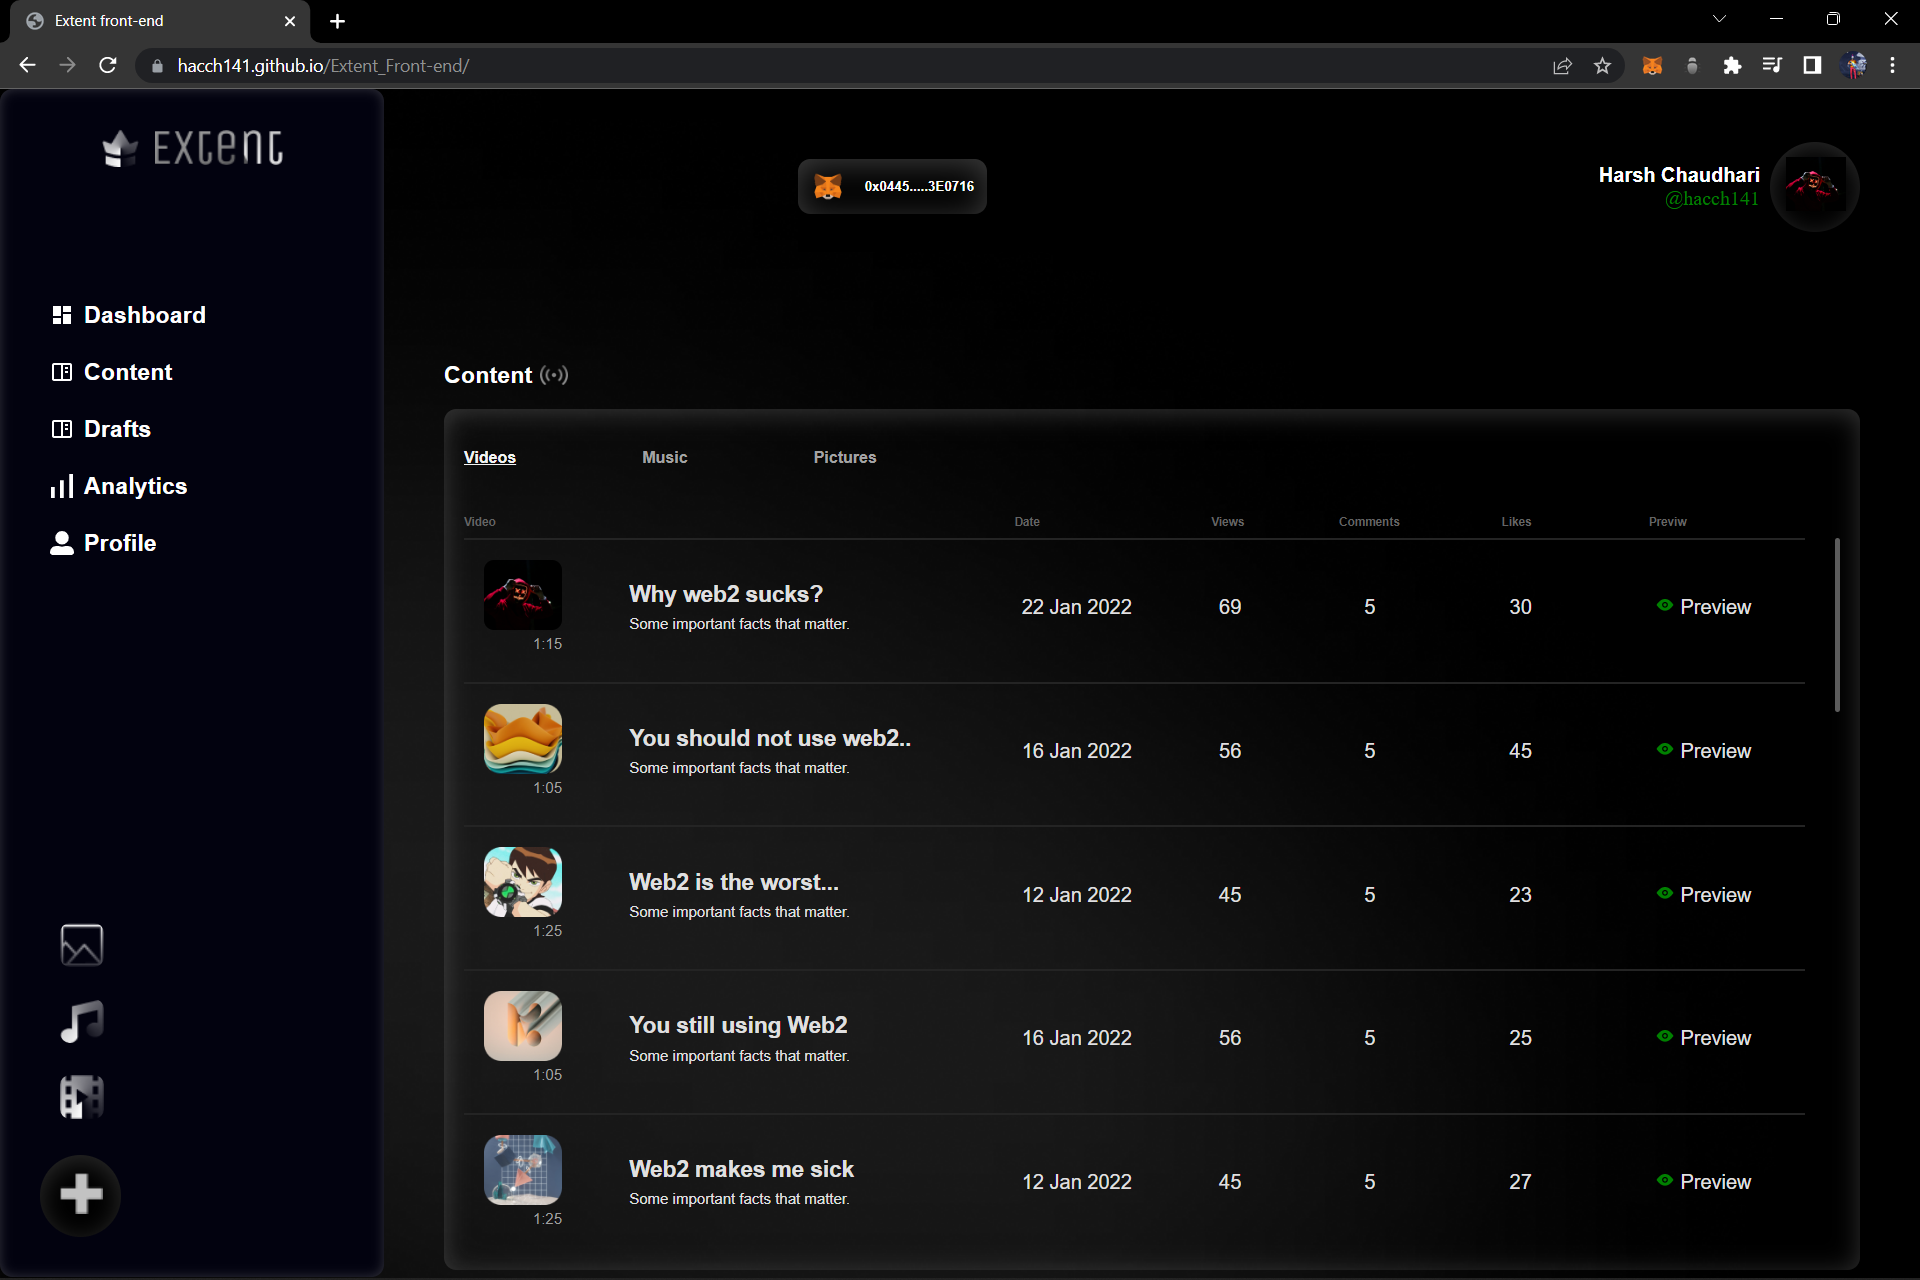 Extent front-end
hacch141.github.io/Extent_Front-end/
Extent
0x0445.....3E0716
Harsh Chaudhari
@hacch141
Dashboard
Content
Drafts
Analytics
Profile
Content
Videos Music Pictures
Video Date Views Comments Likes Previw
Why web2 sucks?
Some important facts that matter.
1:15
22 Jan 2022 69 5 30 Preview
You should not use web2..
Some important facts that matter.
1:05
16 Jan 2022 56 5 45 Preview
Web2 is the worst...
Some important facts that matter.
1:25
12 Jan 2022 45 5 23 Preview
You still using Web2
Some important facts that matter.
1:05
16 Jan 2022 56 5 25 Preview
Web2 makes me sick
Some important facts that matter.
1:25
12 Jan 2022 45 5 27 Preview